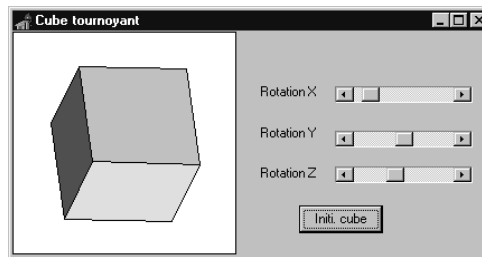 Cube tournoyant
Rotation X
Rotation Y
Rotation Z
Initi. cube